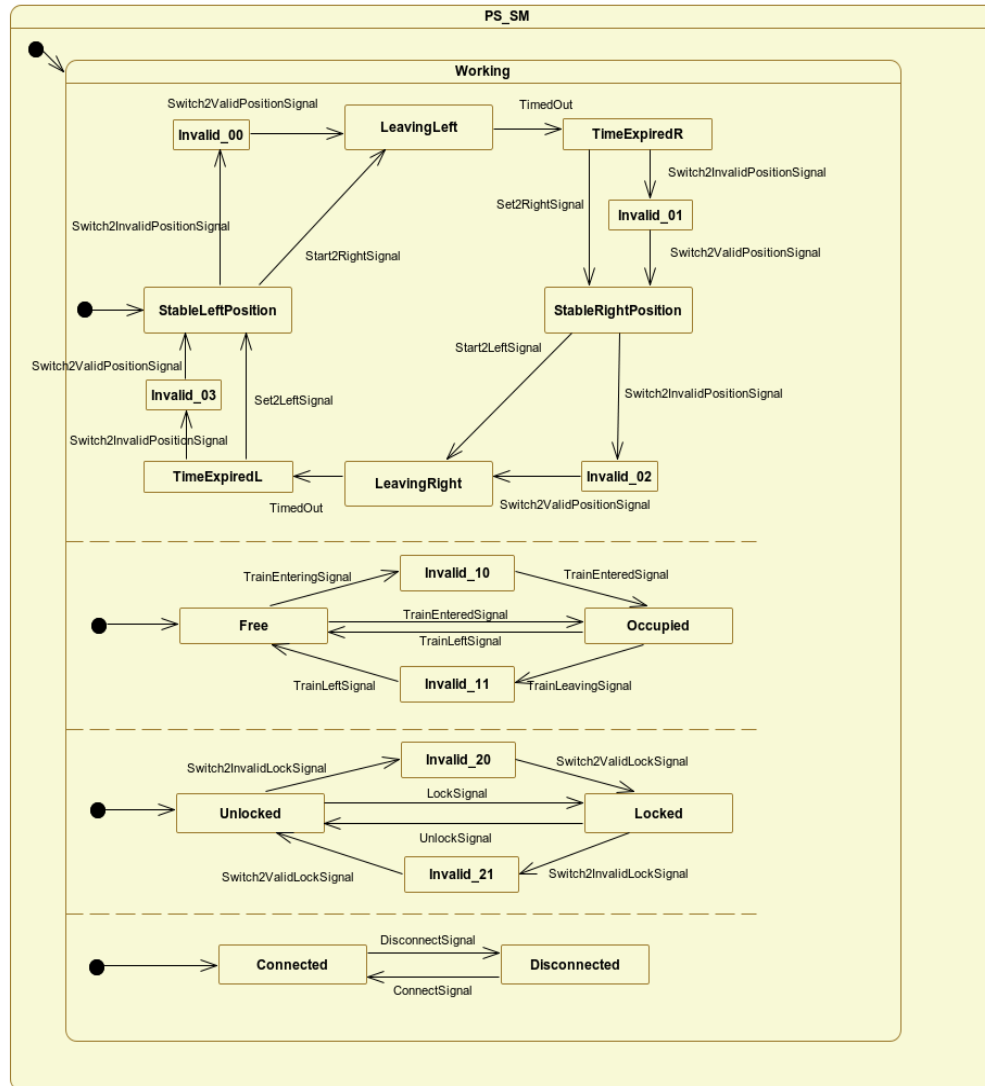 PS_SM
Working
Switch2ValidPositionSignal
TimedOut
LeavingLeft
Invalid_00
TimeExpiredR
Switch2InvalidPositionSignal
Set2RightSignal
Invalid_01
Switch2InvalidPositionSignal
Start2RightSignal
Switch2ValidPositionSignal
StableLeftPosition
StableRightPosition
Start2LeftSignal
Switch2ValidPositionSignal
Invalid_03
Set2LeftSignal
Switch2InvalidPositionSignal
Switch2InvalidPositionSignal
TimeExpiredL
LeavingRight
Invalid_02
TimedOut
Switch2ValidPositionSignal
TrainEnteringSignal
Invalid_10
TrainEnteredSignal
TrainEnteredSignal
Free
Occupied
TrainLeftSignal
TrainLeftSignal
Invalid_11
TrainLeavingSignal
Switch2InvalidLockSignal
Invalid_20
Switch2ValidLockSignal
LockSignal
Unlocked
Locked
UnlockSignal
Switch2ValidLockSignal
Invalid_21
Switch2InvalidLockSignal
DisconnectSignal
Connected
Disconnected
ConnectSignal